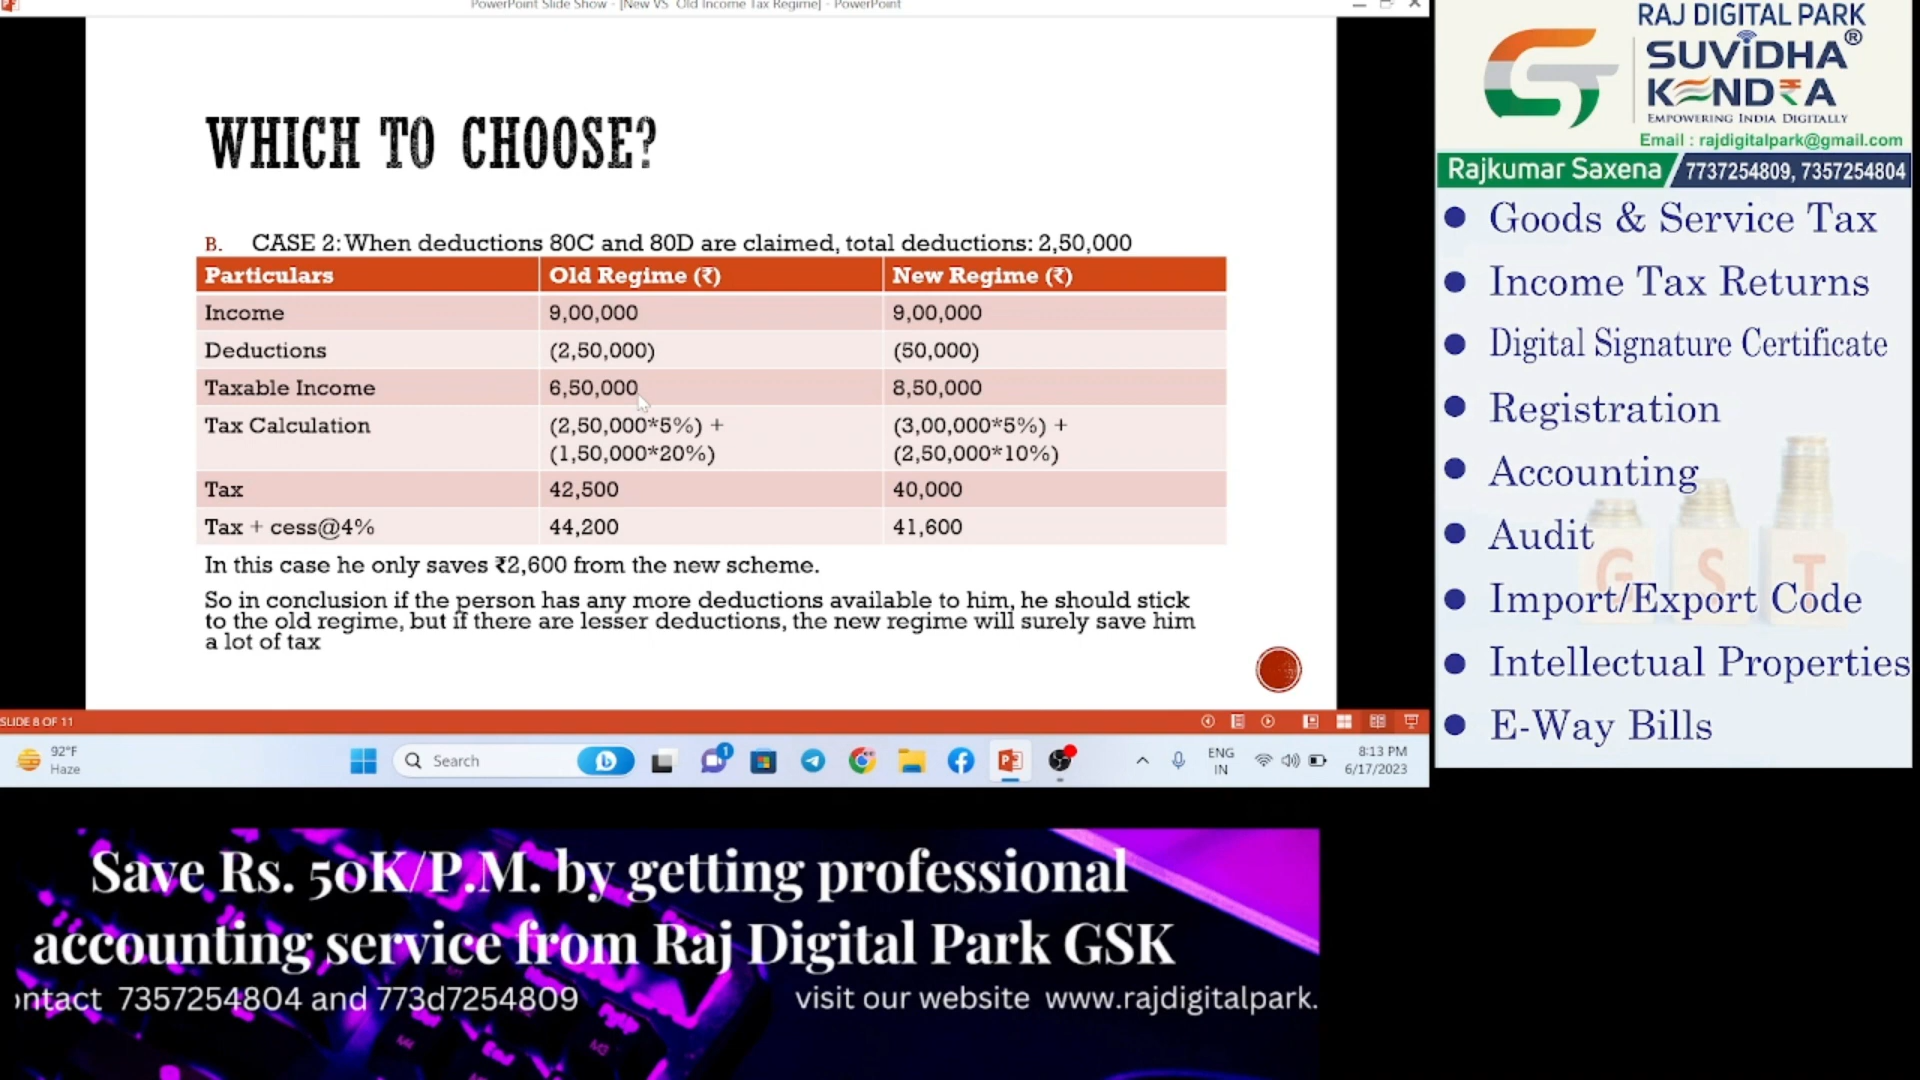 PowerPoint Slide Show - [New VS Old Income Tax Regime] - PowerPoint
WHICH TO CHOOSE?
B. CASE 2: When deductions 80C and 80D are claimed, total deductions: 2,50,000
Particulars Old Regime (₹) New Regime (₹)
Income 9,00,000 9,00,000
Deductions (2,50,000) (50,000)
Taxable Income 6,50,000 8,50,000
Tax Calculation (2,50,000*5%) + (3,00,000*5%) +
(1,50,000*20%) (2,50,000*10%)
Tax 42,500 40,000
Tax + cess@4% 44,200 41,600
In this case he only saves ₹2,600 from the new scheme.
So in conclusion if the person has any more deductions available to him, he should stick
to the old regime, but if there are lesser deductions, the new regime will surely save him
a lot of tax
SLIDE 8 OF 11
92°F
Haze
Search
1
ENG
IN
8:13 PM
6/17/2023
RAJ DIGITAL PARK
SUVIDHA®
KENDRA
EMPOWERING INDIA DIGITALLY
Email : rajdigitalpark@gmail.com
Rajkumar Saxena / 7737254809, 7357254804
● Goods & Service Tax
● Income Tax Returns
● Digital Signature Certificate
● Registration
● Accounting
● Audit
● Import/Export Code
● Intellectual Properties
● E-Way Bills
G S T
Save Rs. 50K/P.M. by getting professional
accounting service from Raj Digital Park GSK
ontact 7357254804 and 773d7254809
visit our website www.rajdigitalpark.